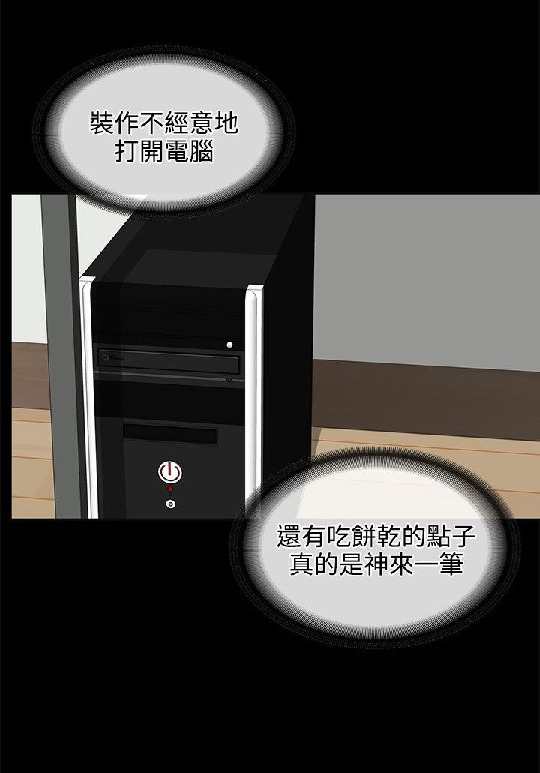 裝作不經意地
打開電腦
還有吃餅乾的點子
真的是神來一筆